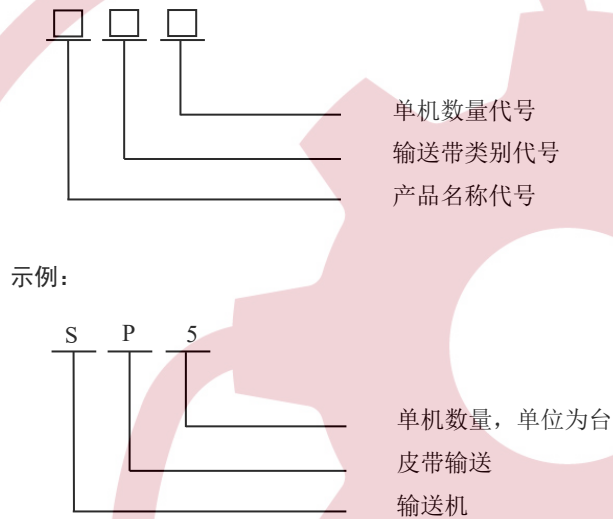 □ □ □
单机数量代号
输送带类别代号
产品名称代号
示例：
S P 5
单机数量，单位为台
皮带输送
输送机